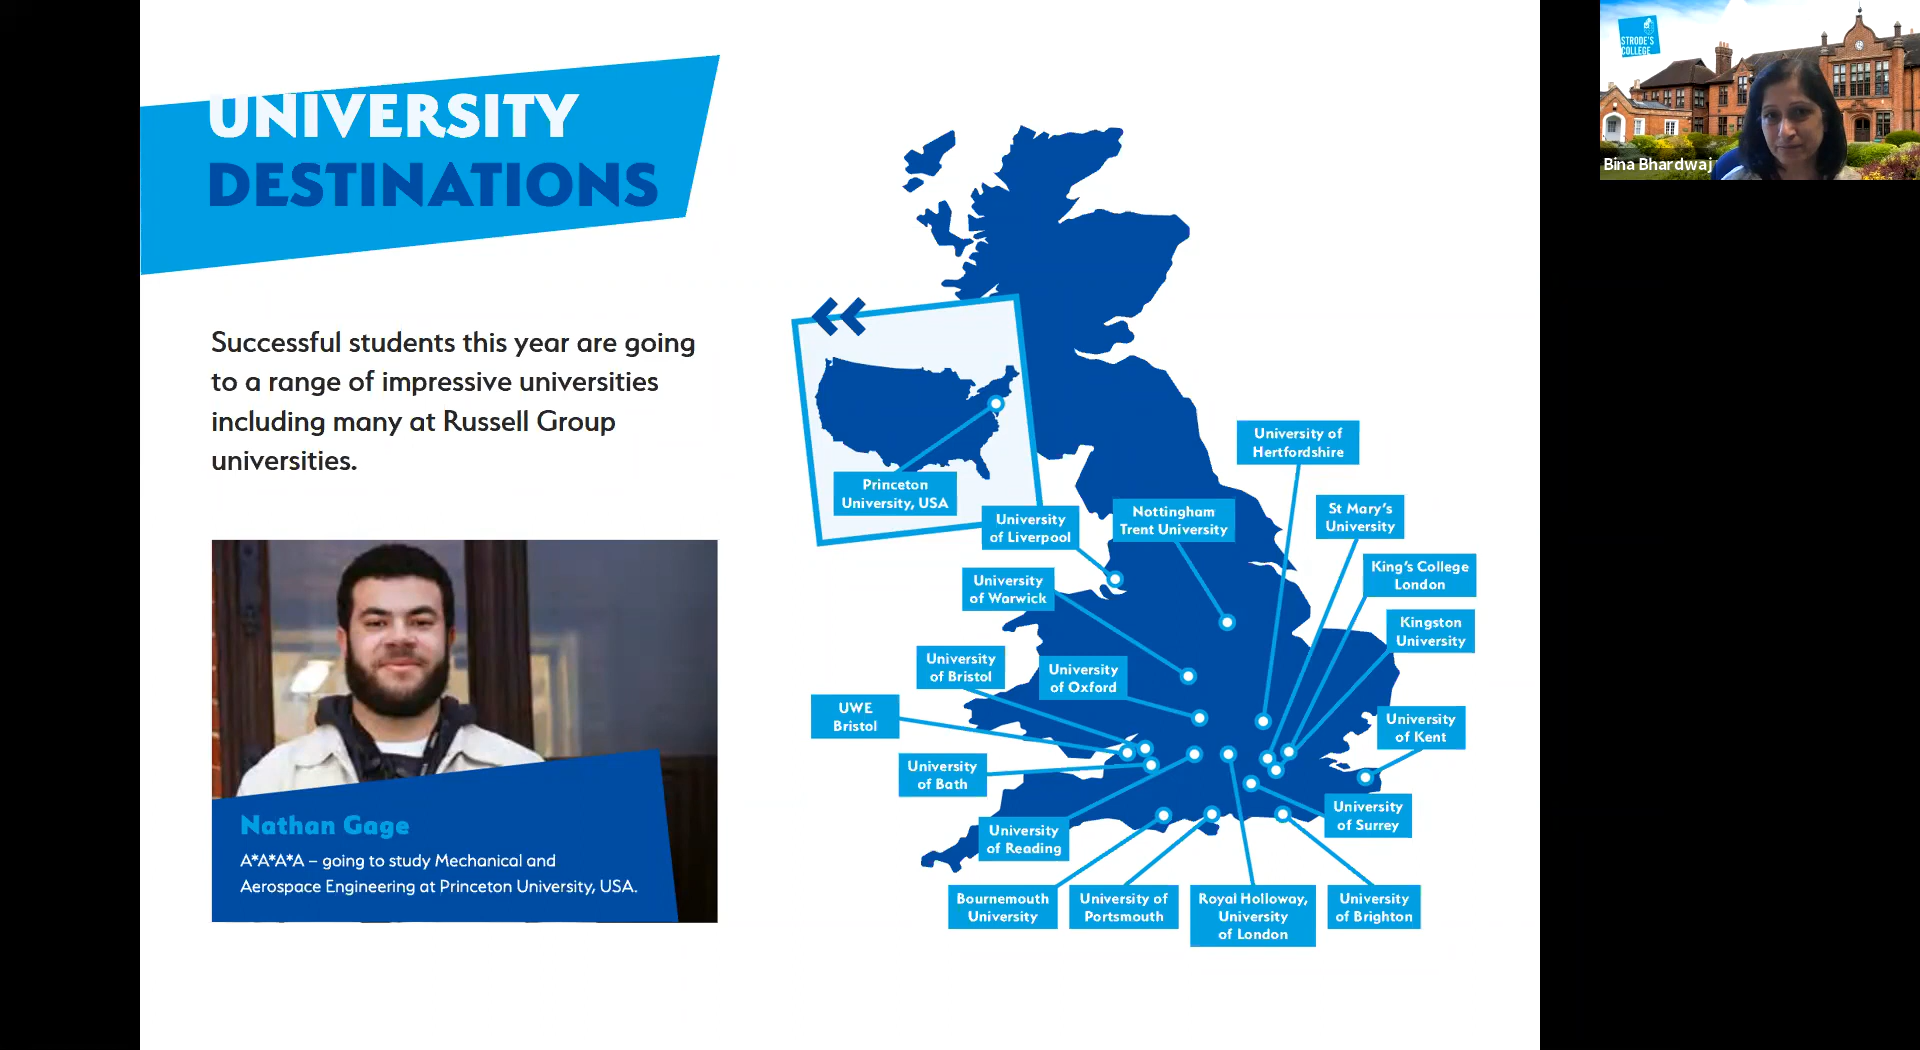 UNIVERSITY
DESTINATIONS
Successful students this year are going
to a range of impressive universities
including many at Russell Group
universities.
Nathan Gage
A*A*A*A – going to study Mechanical and
Aerospace Engineering at Princeton University, USA.
Princeton
University, USA
University
of Liverpool
Nottingham
Trent University
University of
Hertfordshire
St Mary's
University
King's College
London
Kingston
University
University
of Warwick
University
of Bristol
University
of Oxford
UWE
Bristol
University
of Bath
University
of Kent
University
of Surrey
University
of Reading
Bournemouth
University
University of
Portsmouth
Royal Holloway,
University
of London
University
of Brighton
STRODE'S
COLLEGE
Bina Bhardwaj